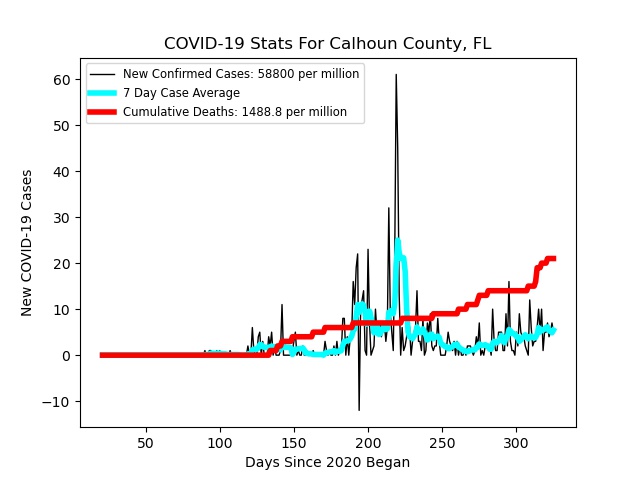 COVID-19 Stats For Calhoun County, FL
New Confirmed Cases: 58800 per million
7 Day Case Average
Cumulative Deaths: 1488.8 per million
New COVID-19 Cases
60
50
40
30
20
10
0
−10
50 100 150 200 250 300
Days Since 2020 Began